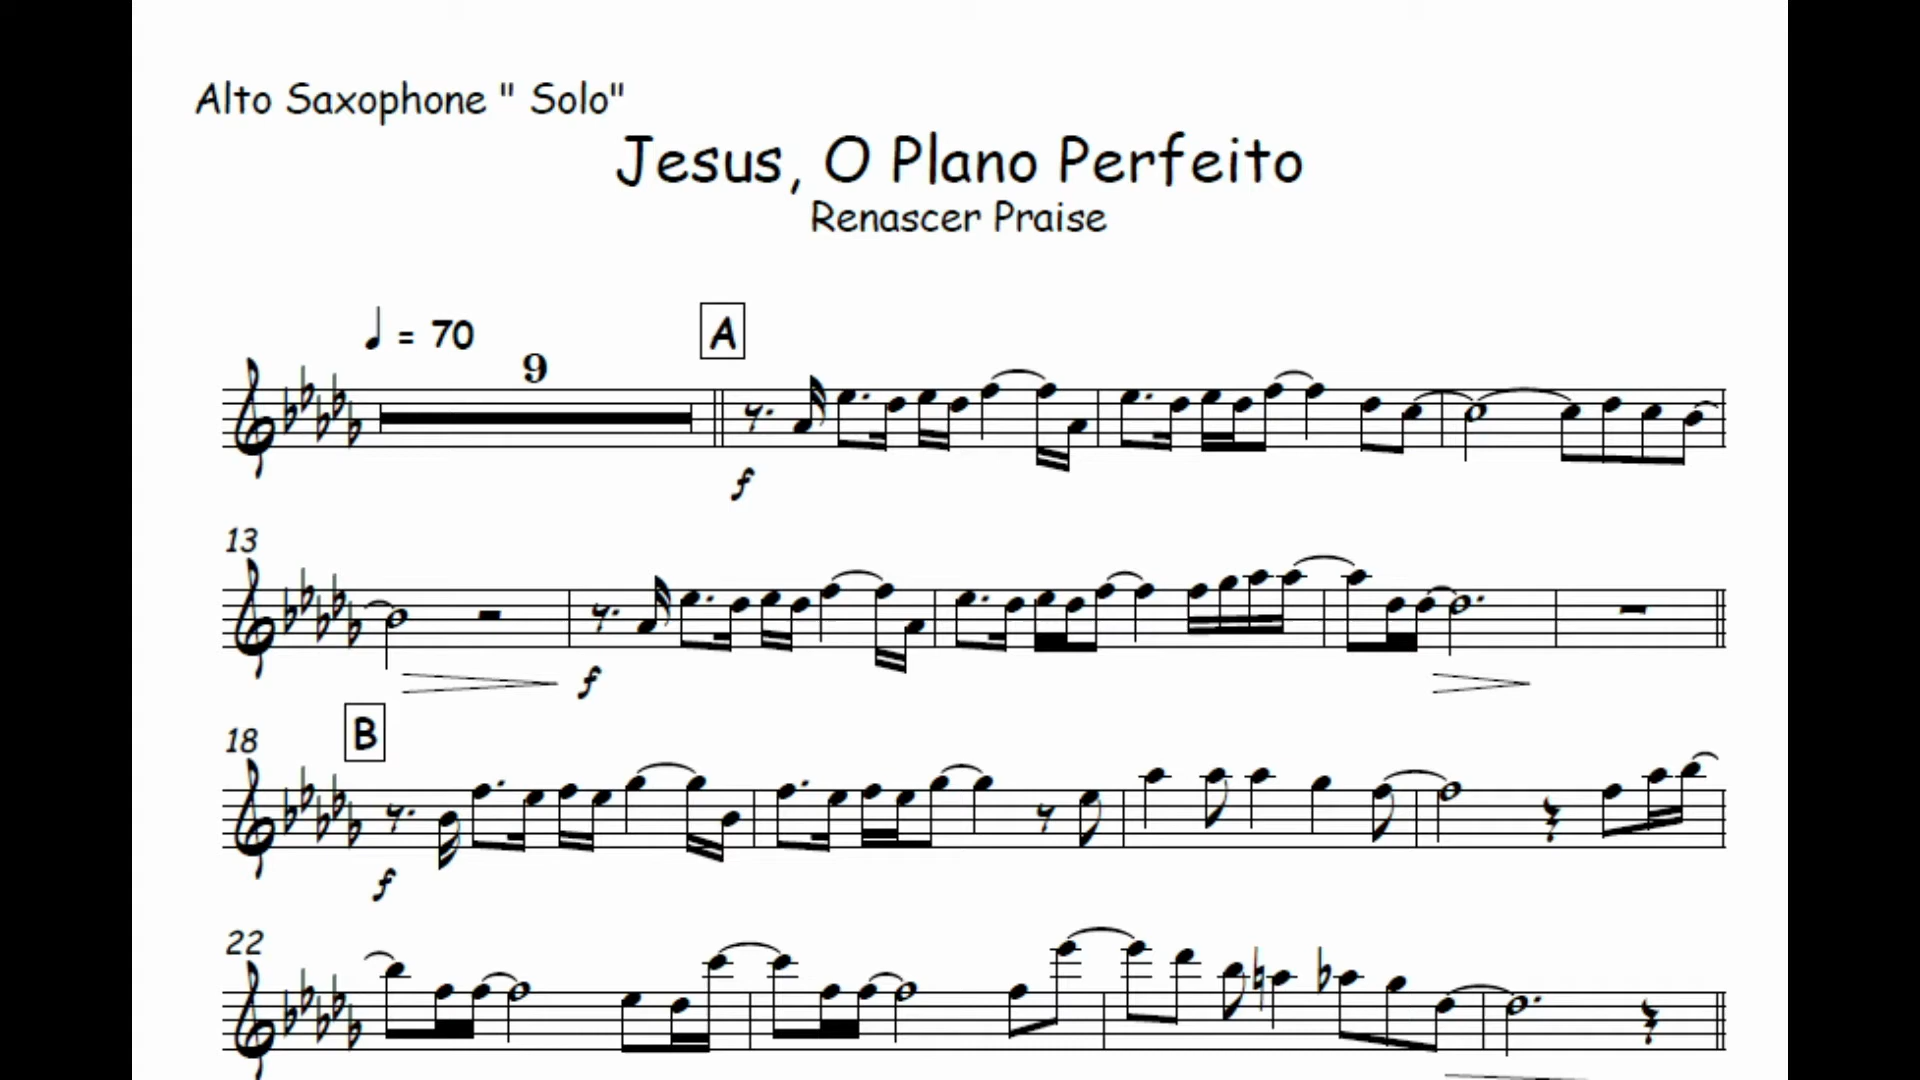 Alto Saxophone " Solo"
Jesus, O Plano Perfeito
Renascer Praise
♩ = 70
9
A
f
13
f
18
B
f
22